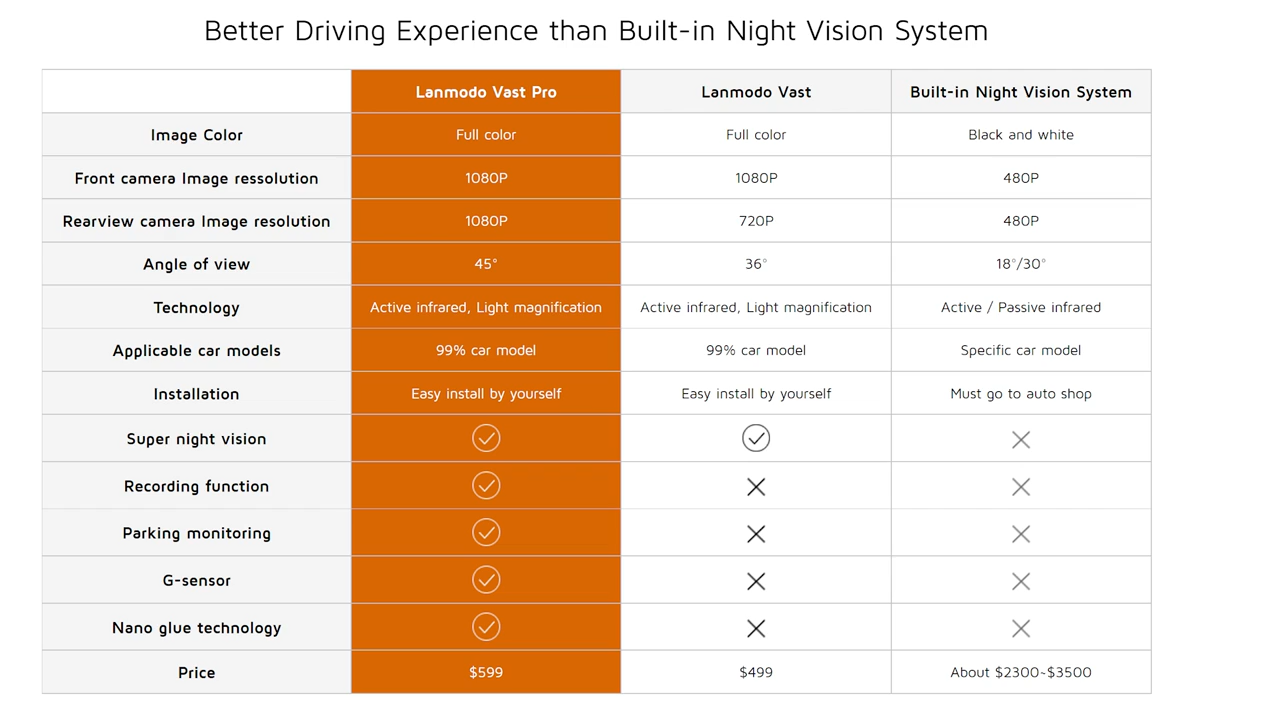 Better Driving Experience than Built-in Night Vision System
Lanmodo Vast Pro Lanmodo Vast Built-in Night Vision System
Image Color Full color Full color Black and white
Front camera Image ressolution 1080P 1080P 480P
Rearview camera Image resolution 1080P 720P 480P
Angle of view 45° 36° 18°/30°
Technology Active infrared, Light magnification Active infrared, Light magnification Active / Passive infrared
Applicable car models 99% car model 99% car model Specific car model
Installation Easy install by yourself Easy install by yourself Must go to auto shop
Super night vision
Recording function
Parking monitoring
G-sensor
Nano glue technology
Price $599 $499 About $2300~$3500